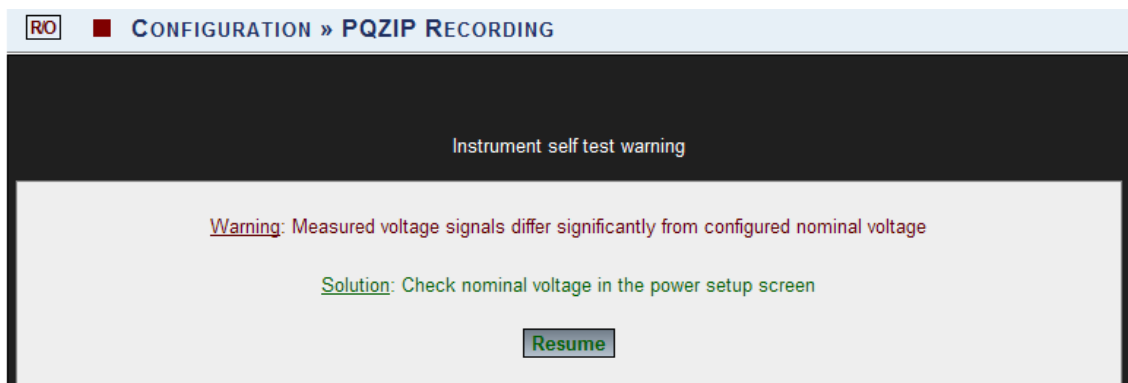 R/O
CONFIGURATION » PQZIP RECORDING
Instrument self test warning
Warning: Measured voltage signals differ significantly from configured nominal voltage
Solution: Check nominal voltage in the power setup screen
Resume